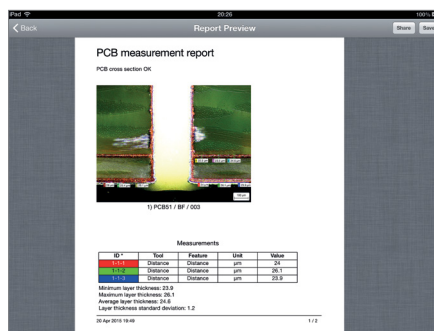 iPad
20:26
100%
Back
Report Preview
Share
Save
PCB measurement report
PCB cross section OK
1) PCB51 / BF / 003
Measurements
ID * Tool Feature Unit Value
1-1-1 Distance Distance µm 24
1-1-2 Distance Distance µm 26.1
1-1-3 Distance Distance µm 23.9
Minimum layer thickness: 23.9
Maximum layer thickness: 26.1
Average layer thickness: 24.6
Layer thickness standard deviation: 1.2
20 Apr 2015 19:49
1 / 2